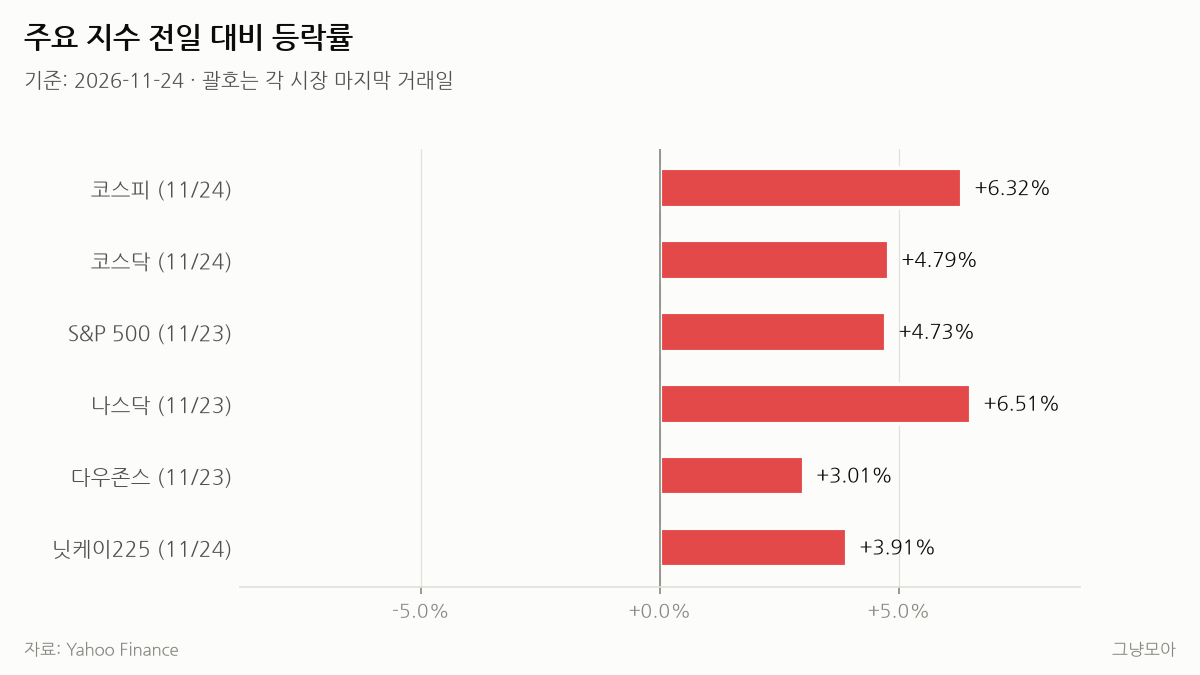 주요 지수 전일 대비 등락률
기준: 2026-11-24 · 괄호는 각 시장 마지막 거래일
코스피 (11/24) +6.32%
코스닥 (11/24) +4.79%
S&P 500 (11/23) +4.73%
나스닥 (11/23) +6.51%
다우존스 (11/23) +3.01%
닛케이225 (11/24) +3.91%
-5.0% +0.0% +5.0%
자료: Yahoo Finance 그냥모아